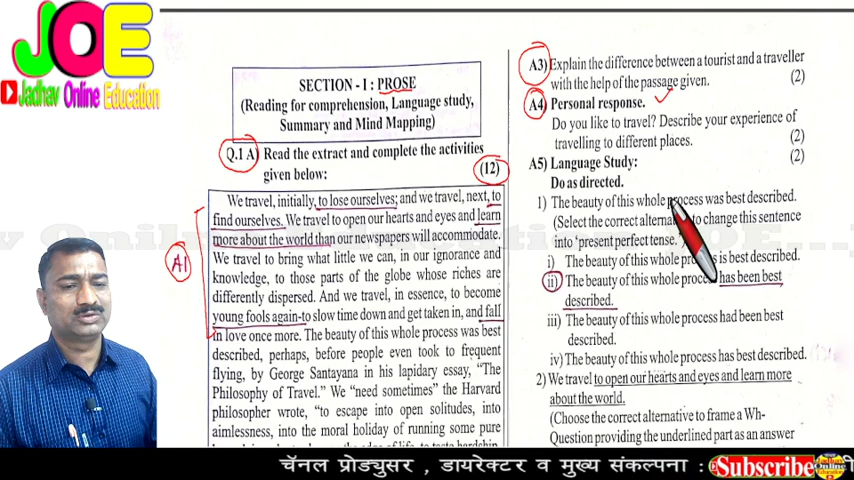 JOE
Jadhav Online Education
SECTION - I : PROSE
(Reading for comprehension, Language study,
Summary and Mind Mapping)
Q.1 A) Read the extract and complete the activities
given below: (12)
We travel, initially, to lose ourselves; and we travel, next, to
find ourselves. We travel to open our hearts and eyes and learn
more about the world than our newspapers will accommodate.
We travel to bring what little we can, in our ignorance and
knowledge, to those parts of the globe whose riches are
differently dispersed. And we travel, in essence, to become
young fools again-to slow time down and get taken in, and fall
in love once more. The beauty of this whole process was best
described, perhaps, before people even took to frequent
flying, by George Santayana in his lapidary essay, “The
Philosophy of Travel.” We “need sometimes” the Harvard
philosopher wrote, “to escape into open solitudes, into
aimlessness, into the moral holiday of running some pure
A1
A3) Explain the difference between a tourist and a traveller
with the help of the passage given. (2)
A4) Personal response.
Do you like to travel? Describe your experience of
travelling to different places. (2)
A5) Language Study: (2)
Do as directed.
1) The beauty of this whole process was best described.
(Select the correct to change this sentence
into ‘present perfect tense.’)
i) The beauty of this whole is best described.
ii) The beauty of this whole has been best
described.
iii) The beauty of this whole process had been best
described.
iv) The beauty of this whole process has best described.
2) We travel to open our hearts and eyes and learn more
about the world.
(Choose the correct alternative to frame a Wh-
Question providing the underlined part as an answer
चॅनल प्रोड्युसर , डायरेक्टर व मुख्य संकल्पना :
Subscribe